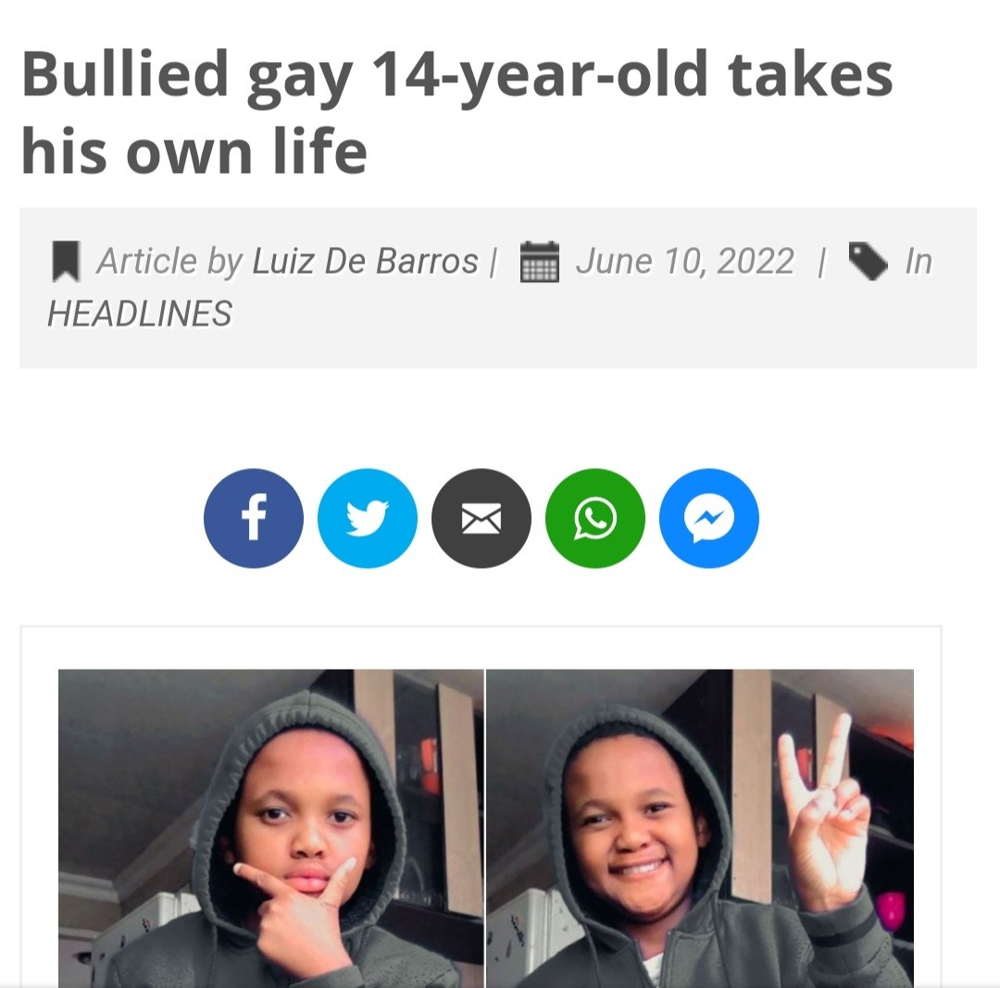 Bullied gay 14-year-old takes
his own life
Article by Luiz De Barros | June 10, 2022 | In
HEADLINES